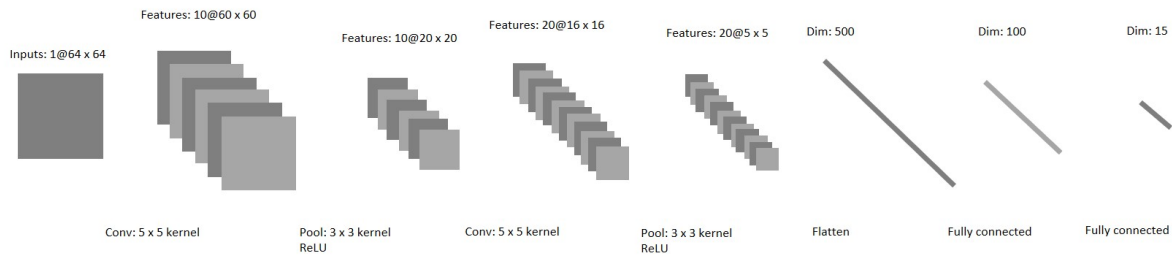 Inputs: 1@64 x 64
Features: 10@60 x 60
Features: 10@20 x 20
Features: 20@16 x 16
Features: 20@5 x 5
Dim: 500
Dim: 100
Dim: 15
Conv: 5 x 5 kernel
Pool: 3 x 3 kernel
ReLU
Conv: 5 x 5 kernel
Pool: 3 x 3 kernel
ReLU
Flatten
Fully connected
Fully connected